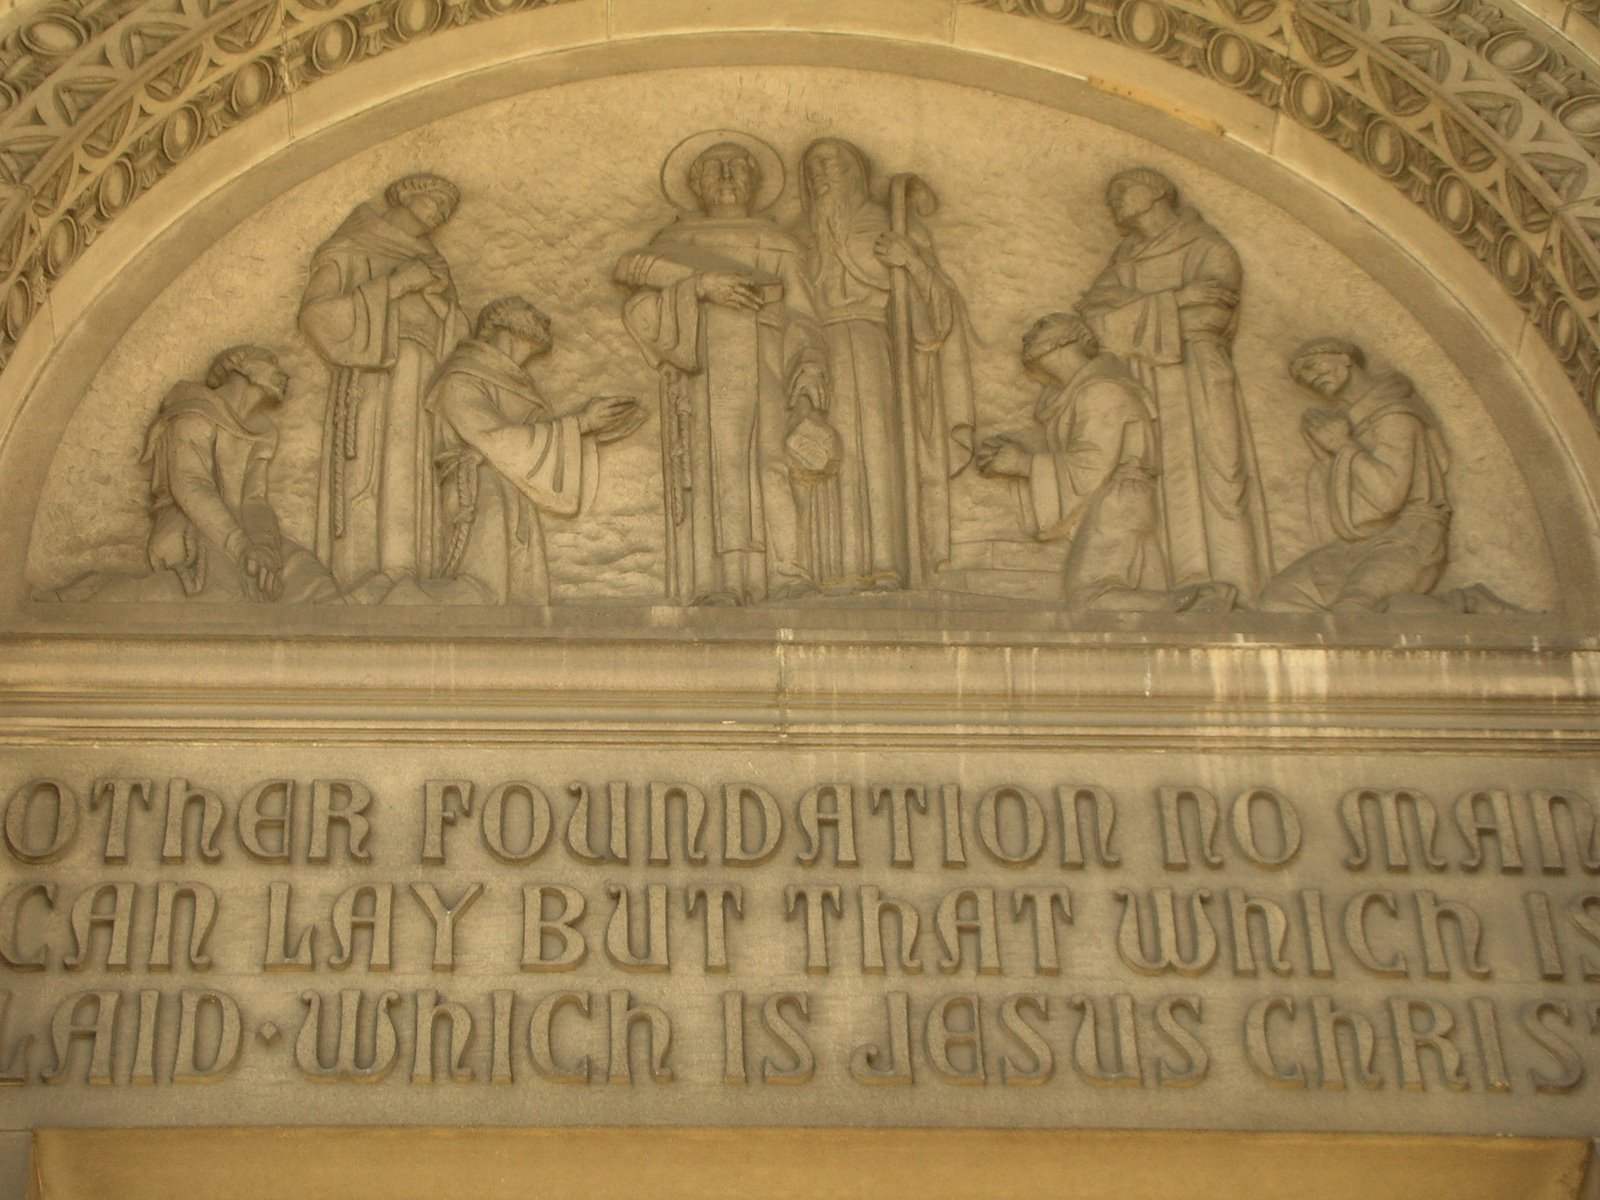 OTHER FOUNDATION NO MAN
CAN LAY BUT THAT WHICH IS
LAID · WHICH IS JESUS CHRIST